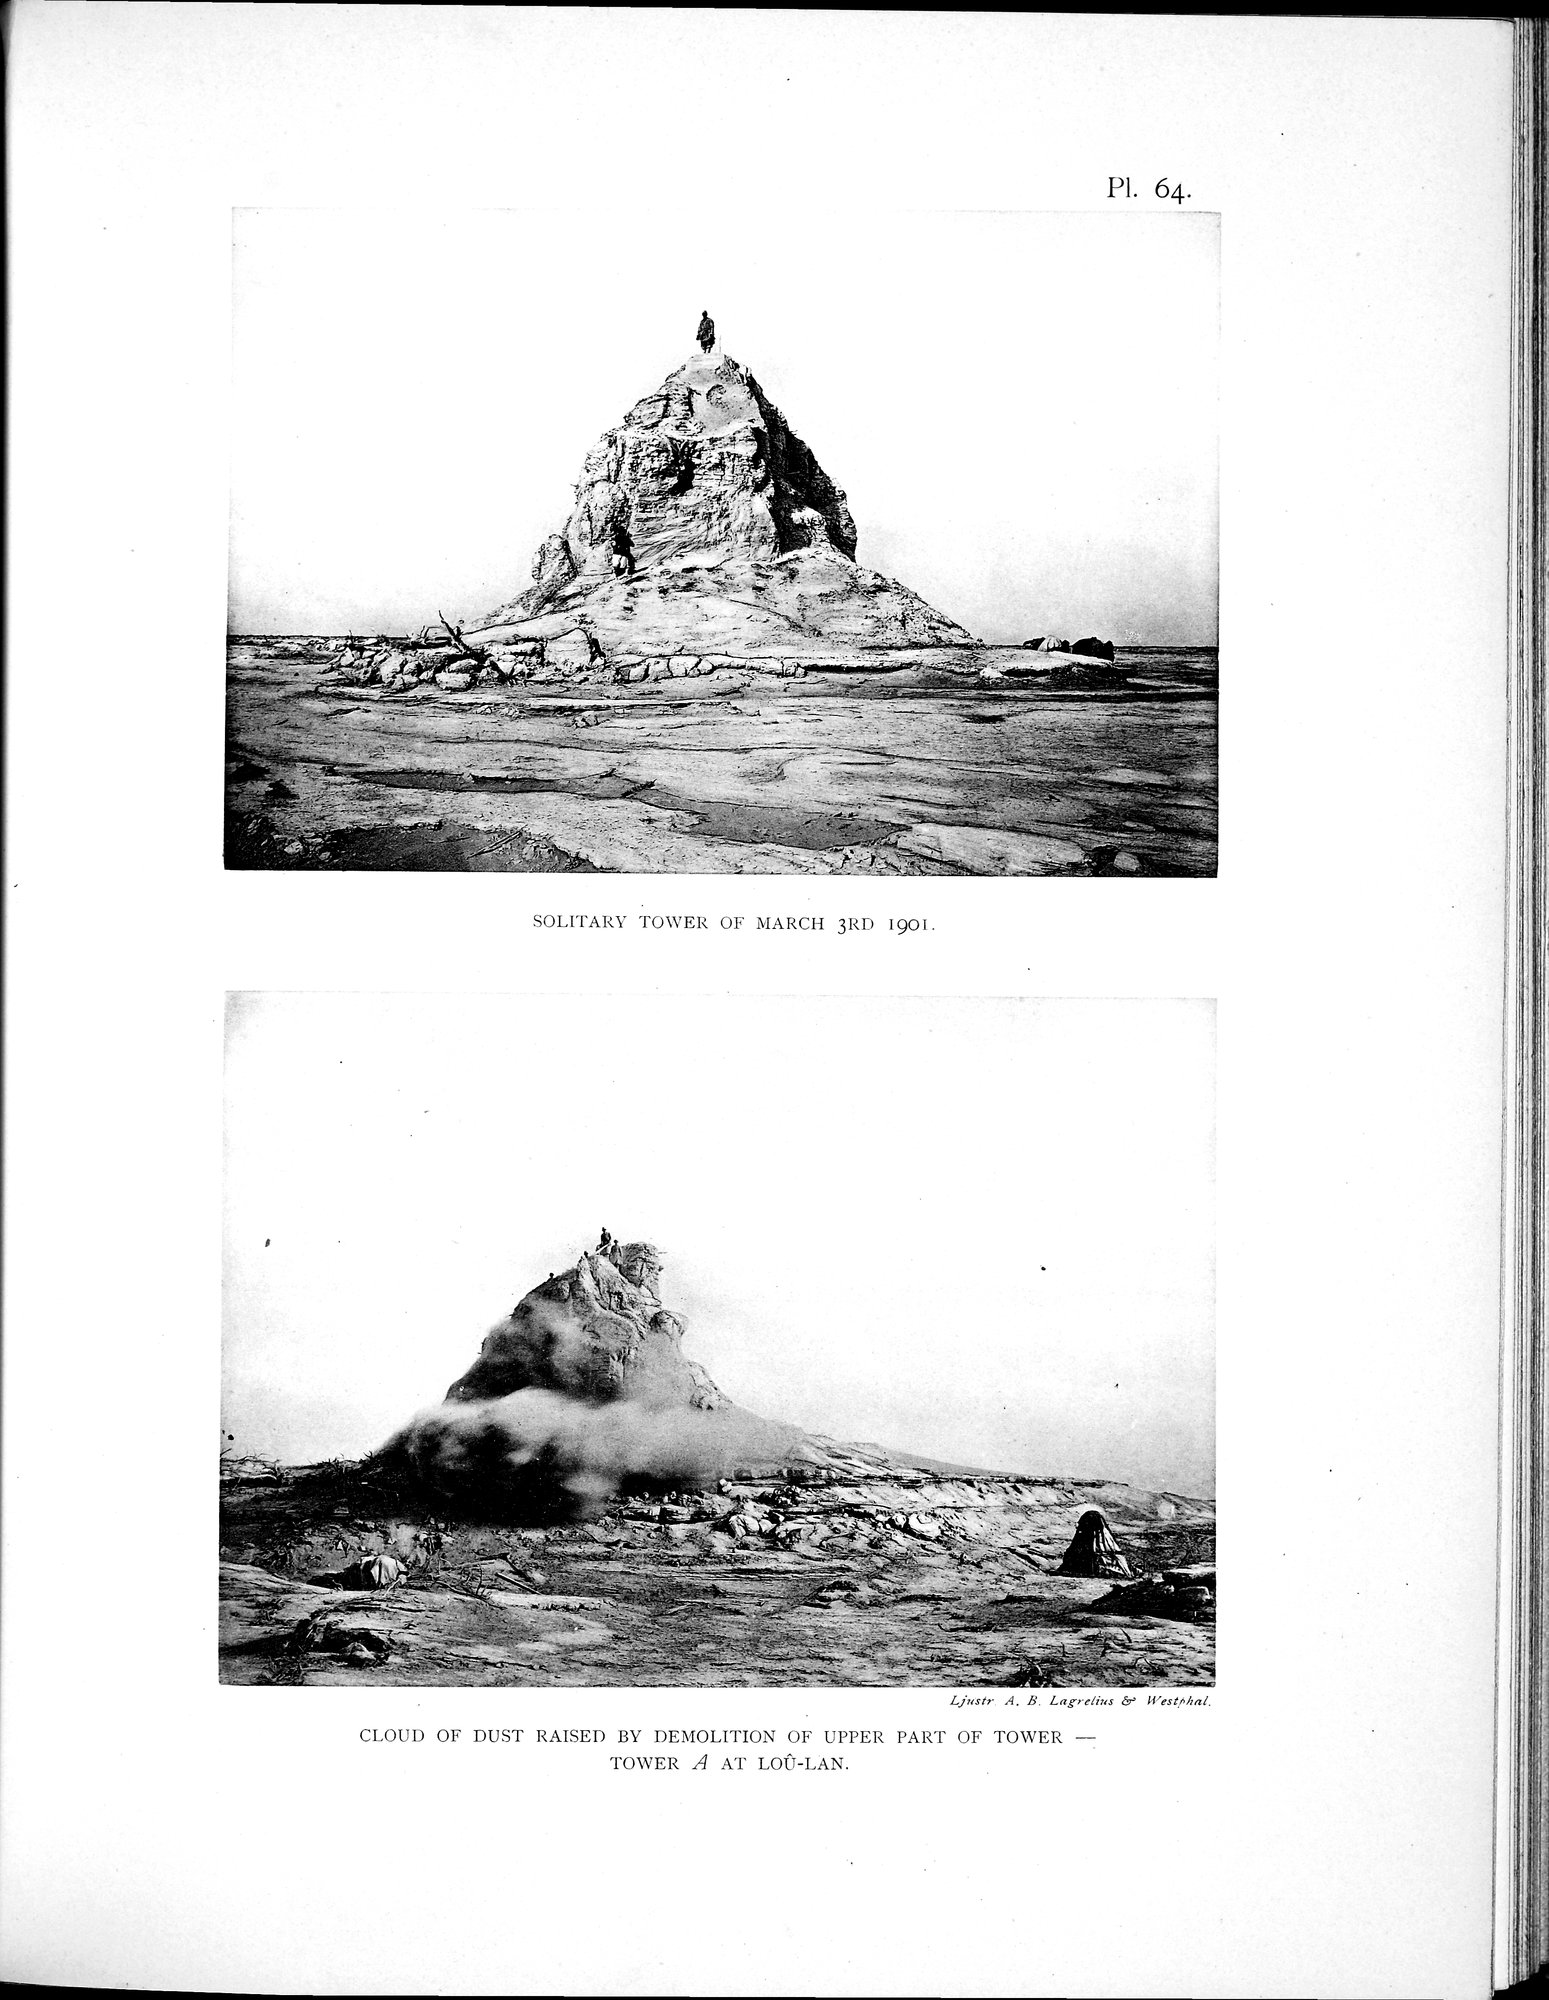 Pl. 64.
SOLITARY TOWER OF MARCH 3RD 1901.
Ljustr. A. B. Lagrelius & Westphal.
CLOUD OF DUST RAISED BY DEMOLITION OF UPPER PART OF TOWER —
TOWER A AT LOÛ-LAN.